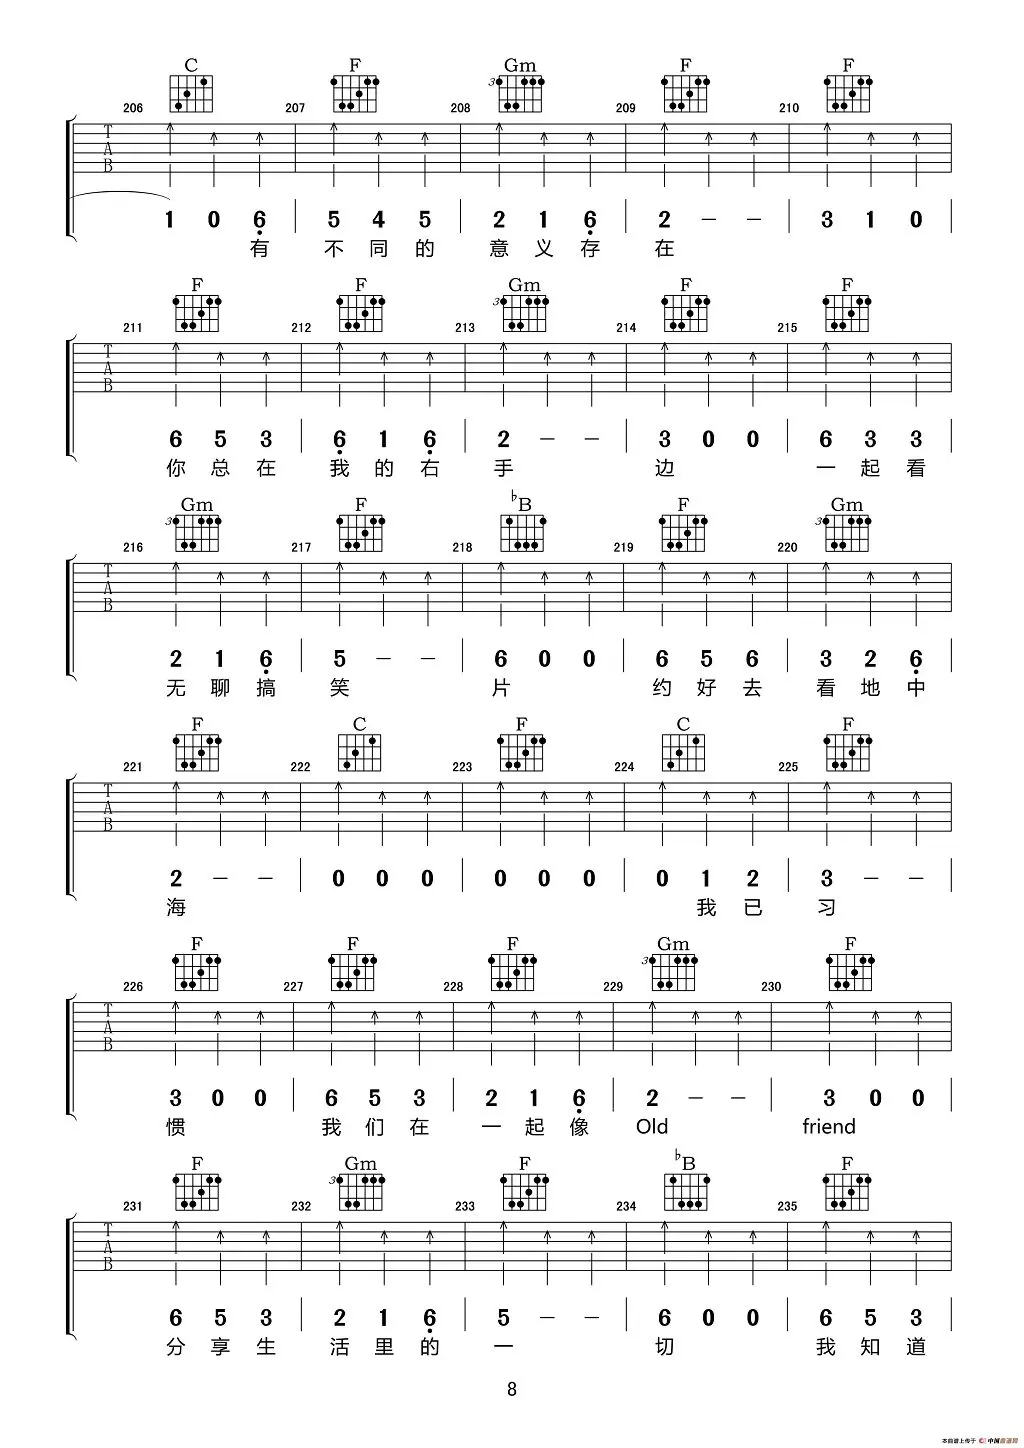 C F Gm F F
3
206 207 208 209 210
T A B
1 0 6 5 4 5 2 1 6 2 – – 3 1 0
有 不 同 的 意 义 存 在
F F Gm F F
3
211 212 213 214 215
T A B
6 5 3 6 1 6 2 – – 3 0 0 6 3 3
你 总 在 我 的 右 手 边 一 起 看
Gm F ♭B F Gm
3 3
216 217 218 219 220
T A B
2 1 6 5 – – 6 0 0 6 5 6 3 2 6
无 聊 搞 笑 片 约 好 去 看 地 中
F C F C F
221 222 223 224 225
T A B
2 – – 0 0 0 0 0 0 0 1 2 3 – –
海 我 已 习
F F F Gm F
3
226 227 228 229 230
T A B
3 0 0 6 5 3 2 1 6 2 – – 3 0 0
惯 我 们 在 一 起 像 Old friend
F Gm F ♭B F
3
231 232 233 234 235
T A B
6 5 3 2 1 6 5 – – 6 0 0 6 5 3
分 享 生 活 里 的 一 切 我 知 道
8
本曲谱上传于 中国曲谱网